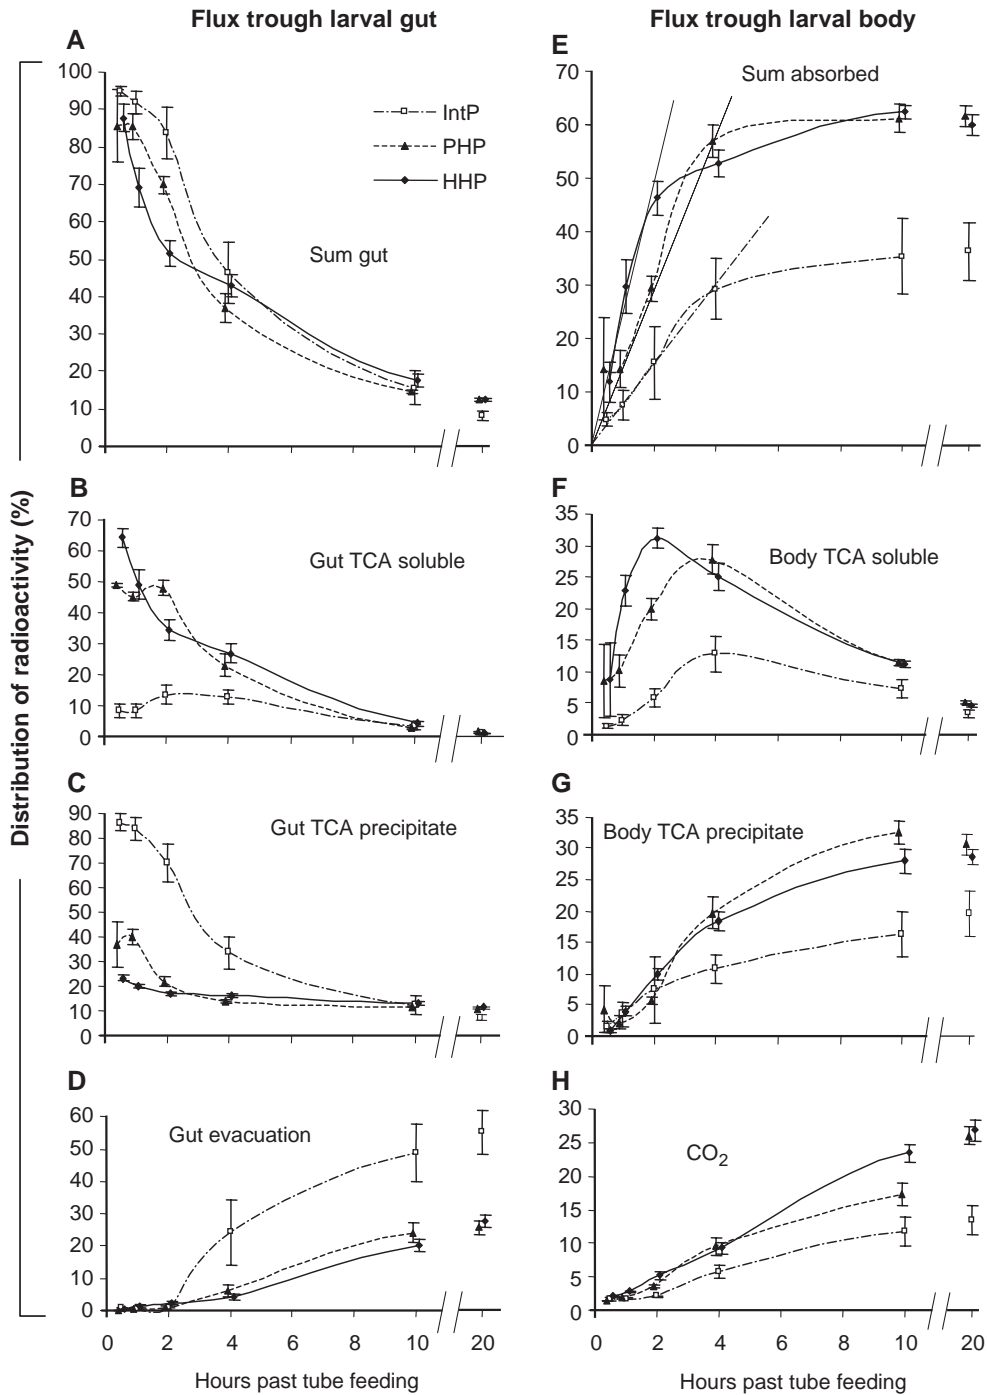 Flux trough larval gut
Flux trough larval body
Distribution of radioactivity (%)
A
100
90
80
70
60
50
40
30
20
10
0
IntP
PHP
HHP
Sum gut
B
70
60
50
40
30
20
10
0
Gut TCA soluble
C
90
80
70
60
50
40
30
20
10
0
Gut TCA precipitate
D
60
50
40
30
20
10
0
Gut evacuation
0 2 4 6 8 10 20
Hours past tube feeding
E
70
60
50
40
30
20
10
0
Sum absorbed
F
35
30
25
20
15
10
5
0
Body TCA soluble
G
35
30
25
20
15
10
5
0
Body TCA precipitate
H
30
25
20
15
10
5
0
CO2
0 2 4 6 8 10 20
Hours past tube feeding